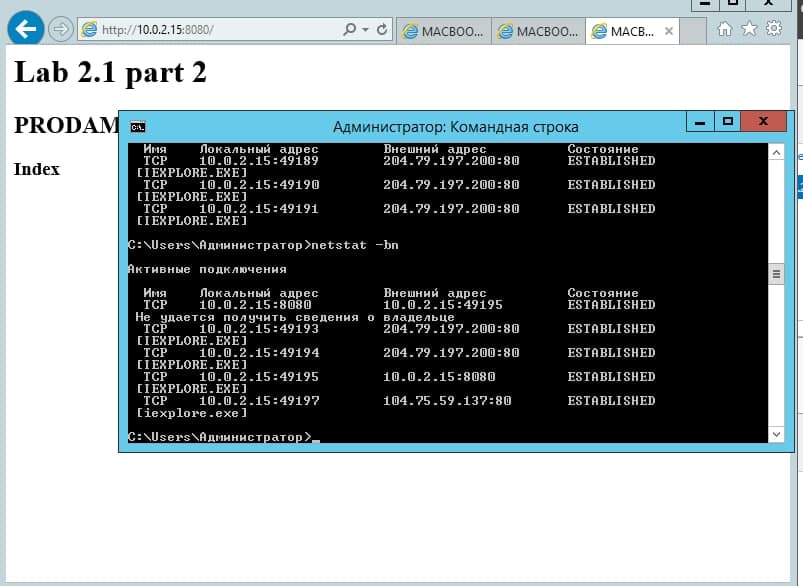 http://10.0.2.15:8080/
MACBOO...
MACBOO...
MACB...
Lab 2.1 part 2
PRODAM
Index
Администратор: Командная строка
Имя Локальный адрес Внешний адрес Состояние
TCP 10.0.2.15:49189 204.79.197.200:80 ESTABLISHED
[IEXPLORE.EXE]
TCP 10.0.2.15:49190 204.79.197.200:80 ESTABLISHED
[IEXPLORE.EXE]
TCP 10.0.2.15:49191 204.79.197.200:80 ESTABLISHED
[IEXPLORE.EXE]
C:\Users\Администратор>netstat -bn
Активные подключения
Имя Локальный адрес Внешний адрес Состояние
TCP 10.0.2.15:8080 10.0.2.15:49195 ESTABLISHED
Не удается получить сведения о владельце
TCP 10.0.2.15:49193 204.79.197.200:80 ESTABLISHED
[IEXPLORE.EXE]
TCP 10.0.2.15:49194 204.79.197.200:80 ESTABLISHED
[IEXPLORE.EXE]
TCP 10.0.2.15:49195 10.0.2.15:8080 ESTABLISHED
[IEXPLORE.EXE]
TCP 10.0.2.15:49197 104.75.59.137:80 ESTABLISHED
[iexplore.exe]
C:\Users\Администратор>